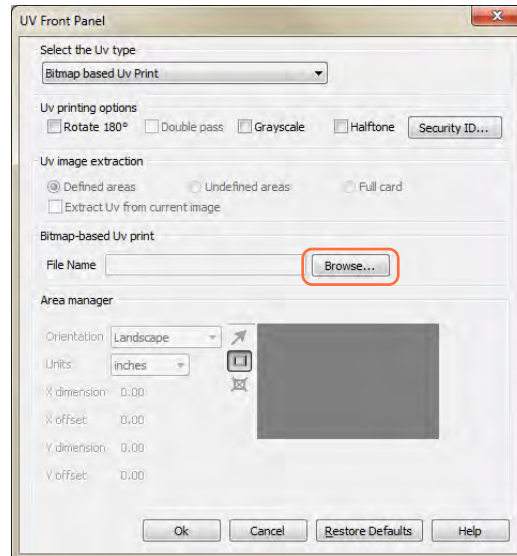 UV Front Panel
Select the Uv type
Bitmap based Uv Print
Uv printing options
Rotate 180° Double pass Grayscale Halftone Security ID...
Uv image extraction
Defined areas Undefined areas Full card
Extract Uv from current image
Bitmap-based Uv print
File Name Browse...
Area manager
Orientation Landscape
Units inches
X dimension 0.00
X offset 0.00
Y dimension 0.00
Y offset 0.00
Ok Cancel Restore Defaults Help